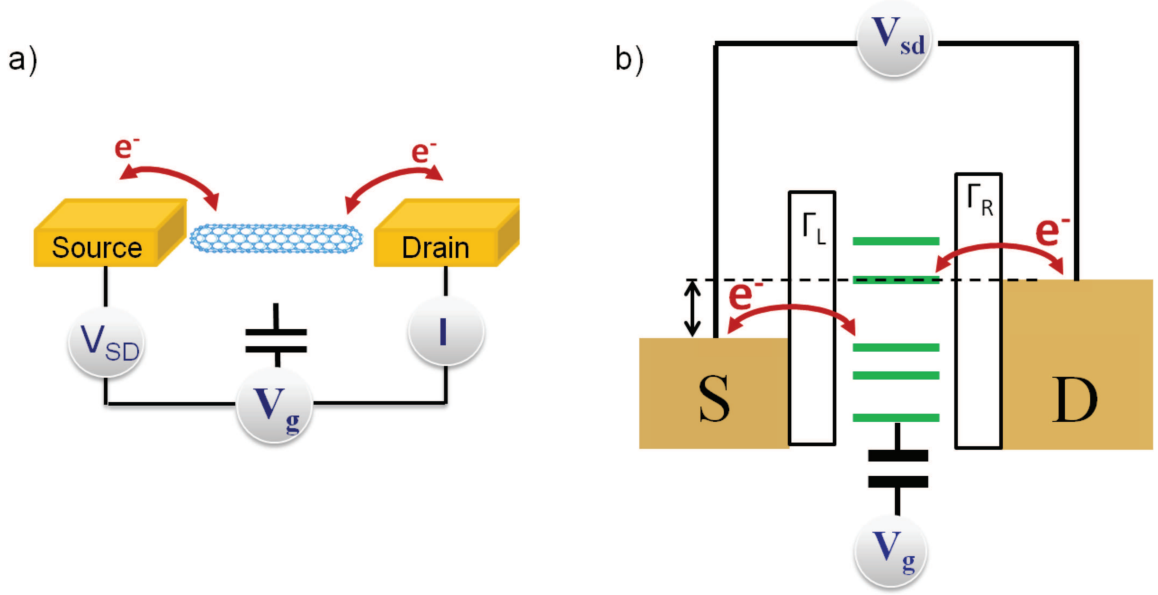 a)
e-
e-
Source
Drain
VSD
I
Vg
b)
Vsd
ΓL
ΓR
e-
e-
S
D
Vg